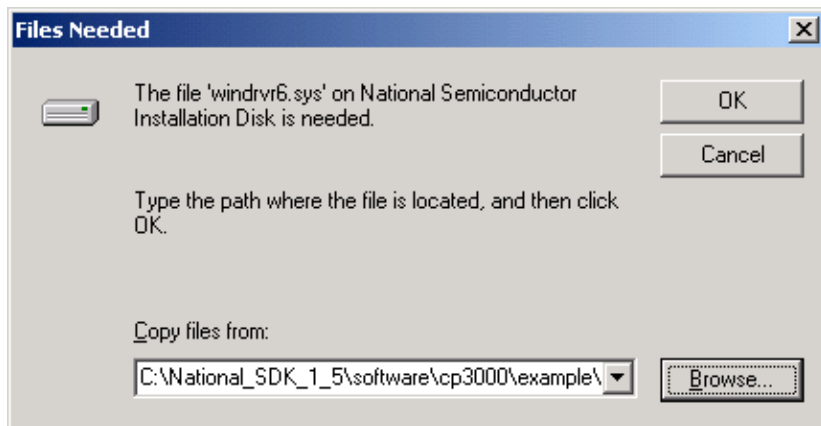 Files Needed
The file 'windrvr6.sys' on National Semiconductor
Installation Disk is needed.
OK
Cancel
Type the path where the file is located, and then click
OK.
Copy files from:
C:\National_SDK_1_5\software\cp3000\example\
Browse...